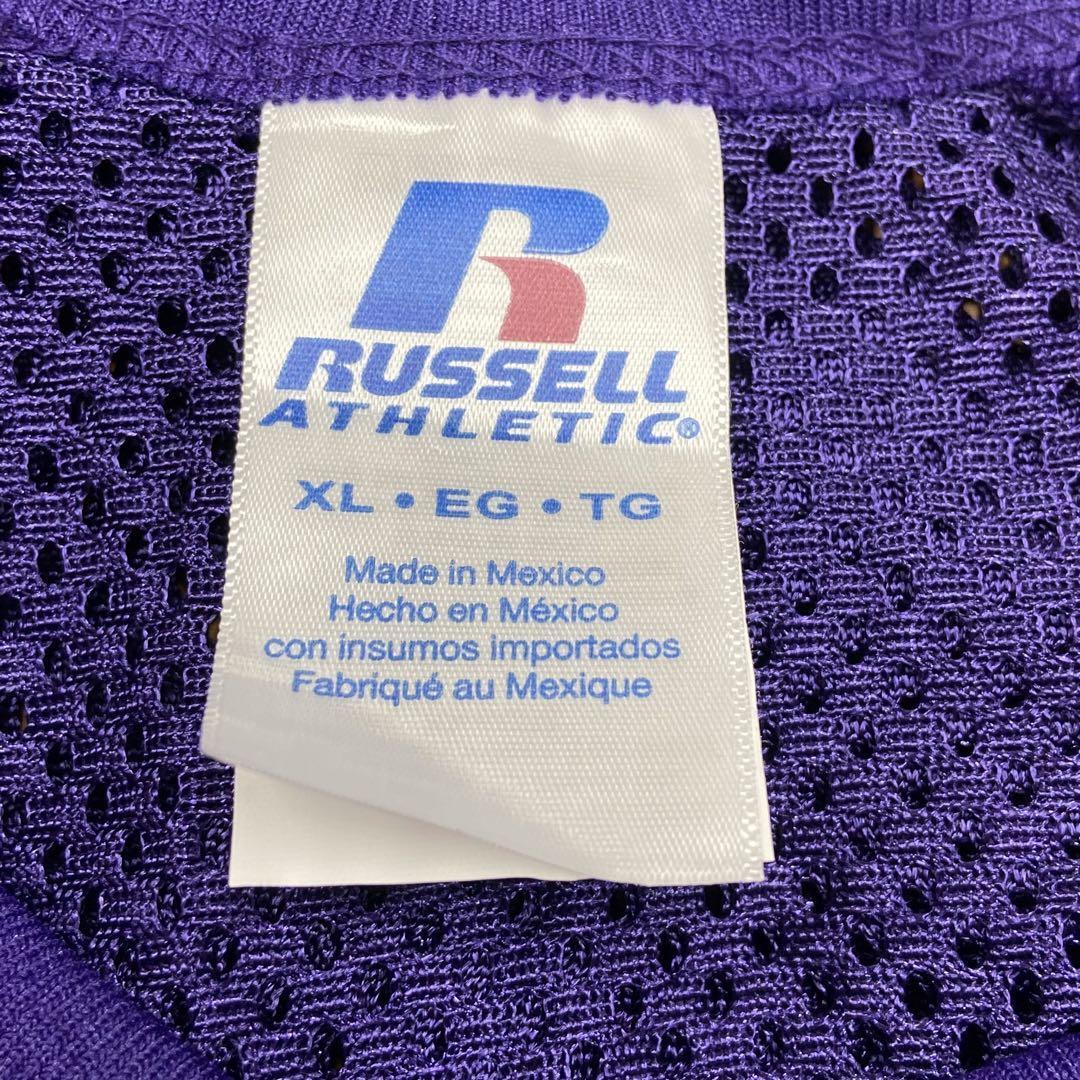 R
RUSSELL
ATHLETIC®
XL • EG • TG
Made in Mexico
Hecho en México
con insumos importados
Fabriqué au Mexique